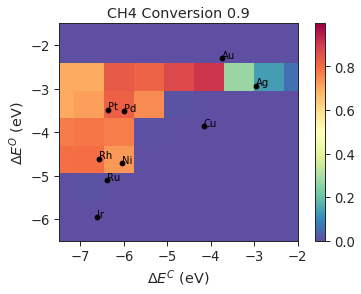 CH4 Conversion 0.9
−2
−3
−4
−5
−6
ΔE^O (eV)
Au
Ag
Pt
Pd
Cu
Rh
Ni
Ru
Ir
−7 −6 −5 −4 −3 −2
ΔE^C (eV)
0.8
0.6
0.4
0.2
0.0